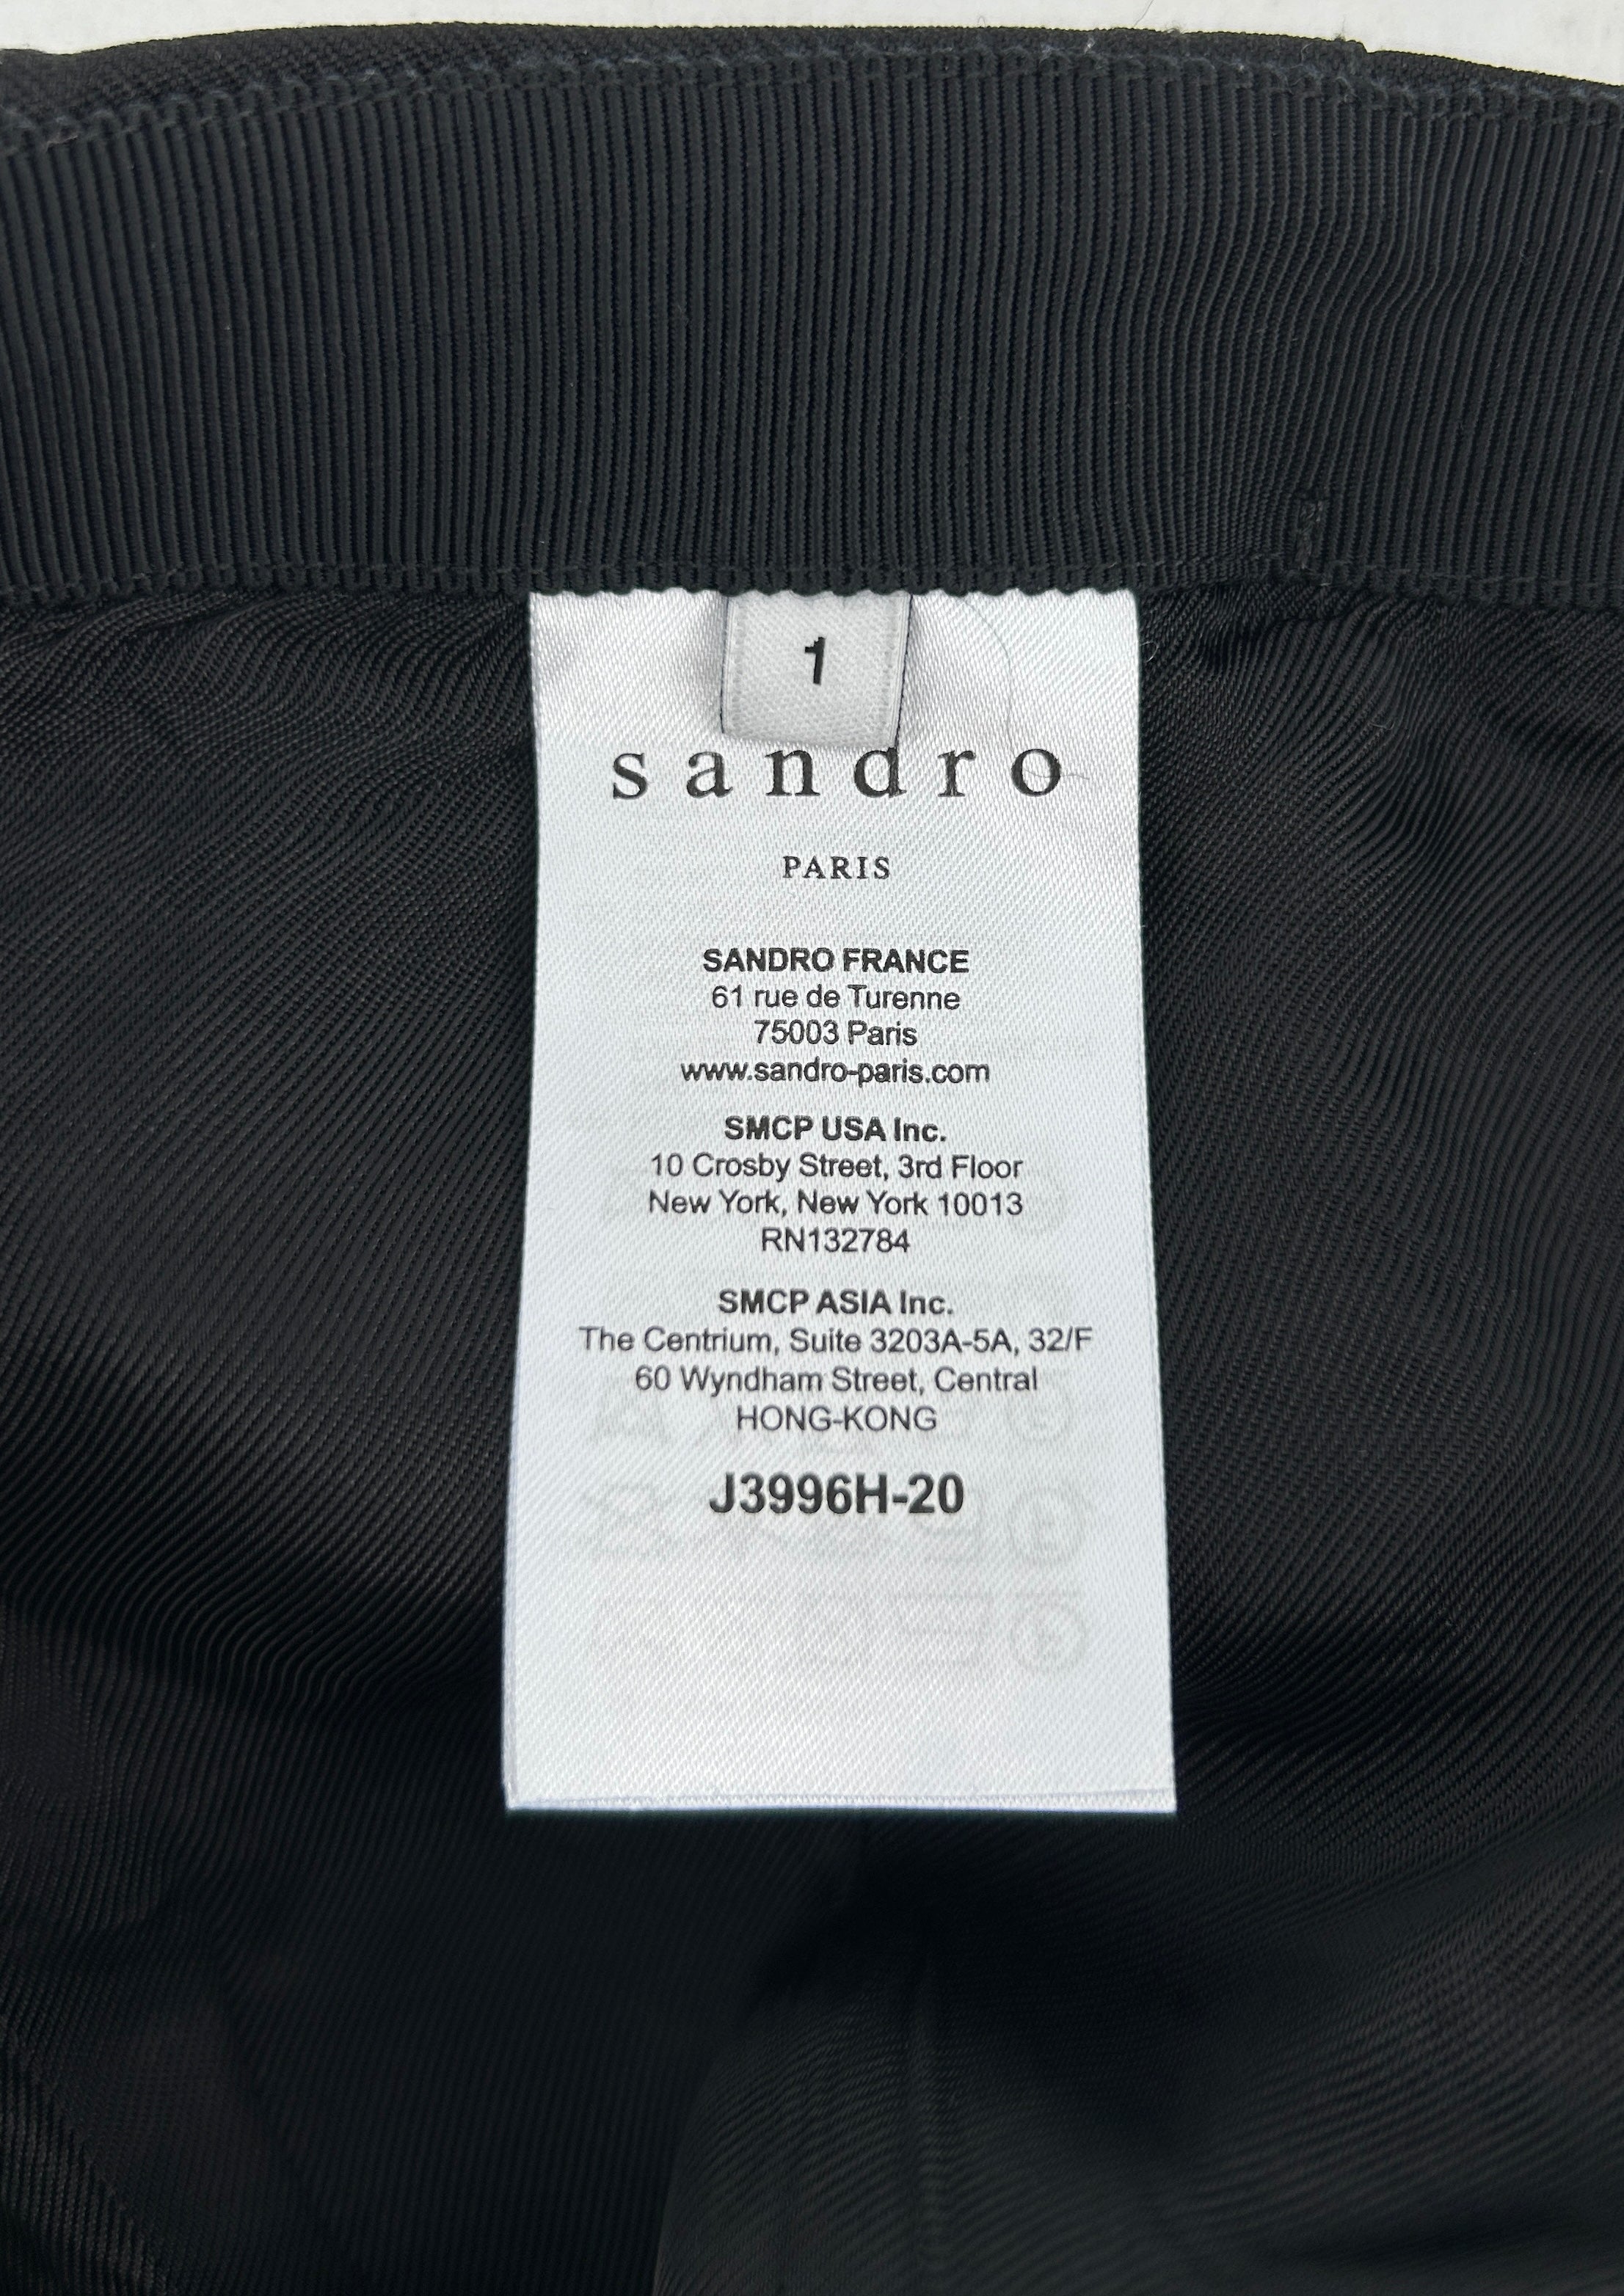 1
sandro
PARIS
SANDRO FRANCE
61 rue de Turenne
75003 Paris
www.sandro-paris.com
SMCP USA Inc.
10 Crosby Street, 3rd Floor
New York, New York 10013
RN132784
SMCP ASIA Inc.
The Centrium, Suite 3203A-5A, 32/F
60 Wyndham Street, Central
HONG-KONG
J3996H-20